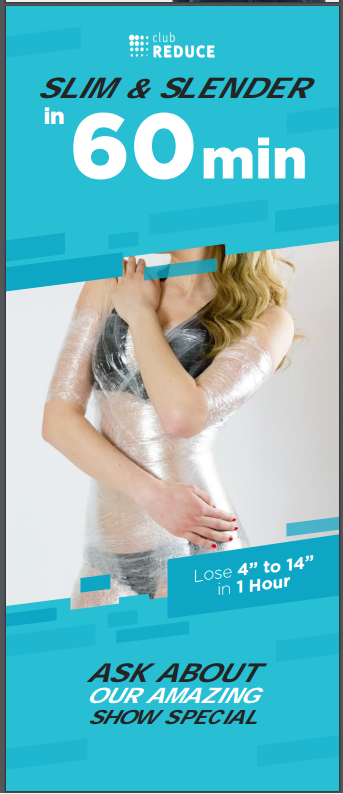 club
REDUCE
SLIM & SLENDER
in
60 min
Lose 4” to 14”
in 1 Hour
ASK ABOUT
OUR AMAZING
SHOW SPECIAL